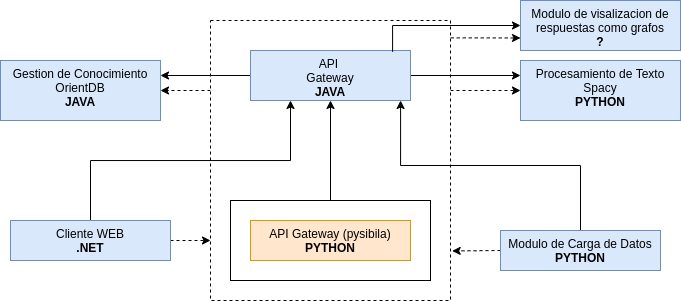 Modulo de visalizacion de
respuestas como grafos
?
API
Gateway
JAVA
Gestion de Conocimiento
OrientDB
JAVA
Procesamiento de Texto
Spacy
PYTHON
Cliente WEB
.NET
API Gateway (pysibila)
PYTHON
Modulo de Carga de Datos
PYTHON